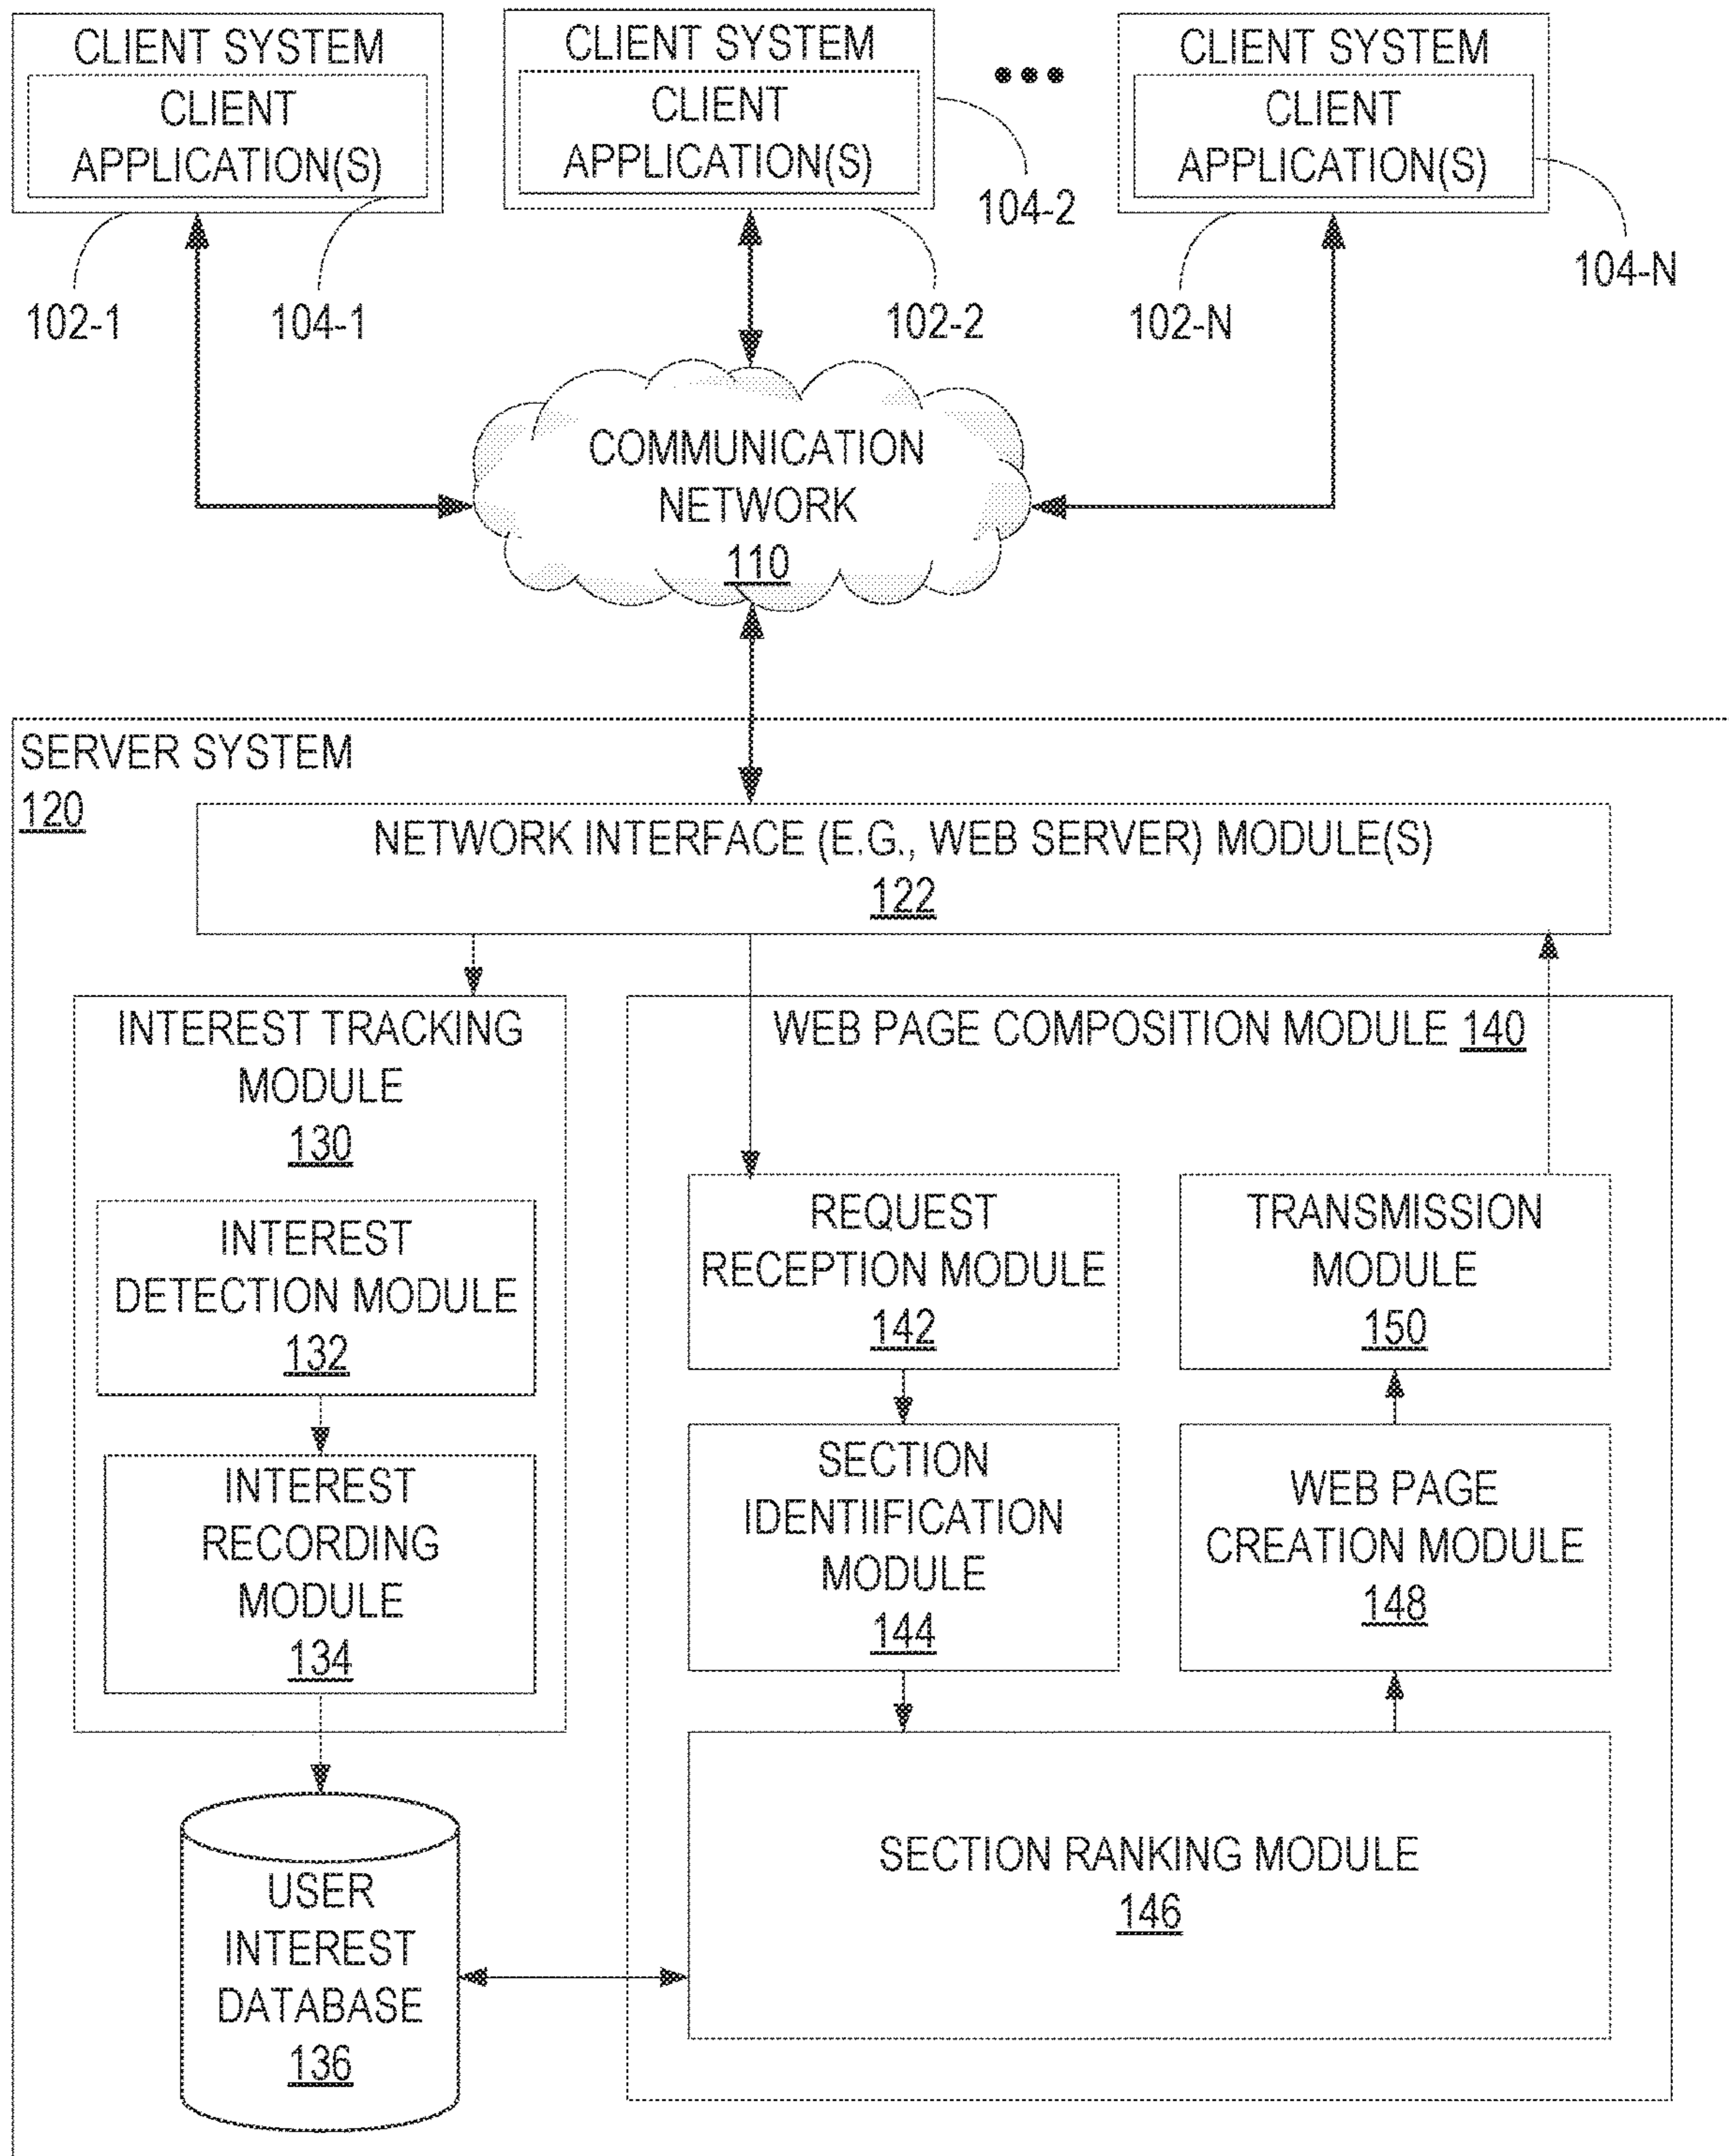 CLIENT SYSTEM
CLIENT
APPLICATION(S)
102-1
104-1
CLIENT SYSTEM
CLIENT
APPLICATION(S)
104-2
102-2
CLIENT SYSTEM
CLIENT
APPLICATION(S)
104-N
102-N
COMMUNICATION
NETWORK
110
SERVER SYSTEM
120
NETWORK INTERFACE (E.G., WEB SERVER) MODULE(S)
122
INTEREST TRACKING
MODULE
130
INTEREST
DETECTION MODULE
132
INTEREST
RECORDING
MODULE
134
USER
INTEREST
DATABASE
136
WEB PAGE COMPOSITION MODULE 140
REQUEST
RECEPTION MODULE
142
SECTION
IDENTIIFICATION
MODULE
144
SECTION RANKING MODULE
146
WEB PAGE
CREATION MODULE
148
TRANSMISSION
MODULE
150